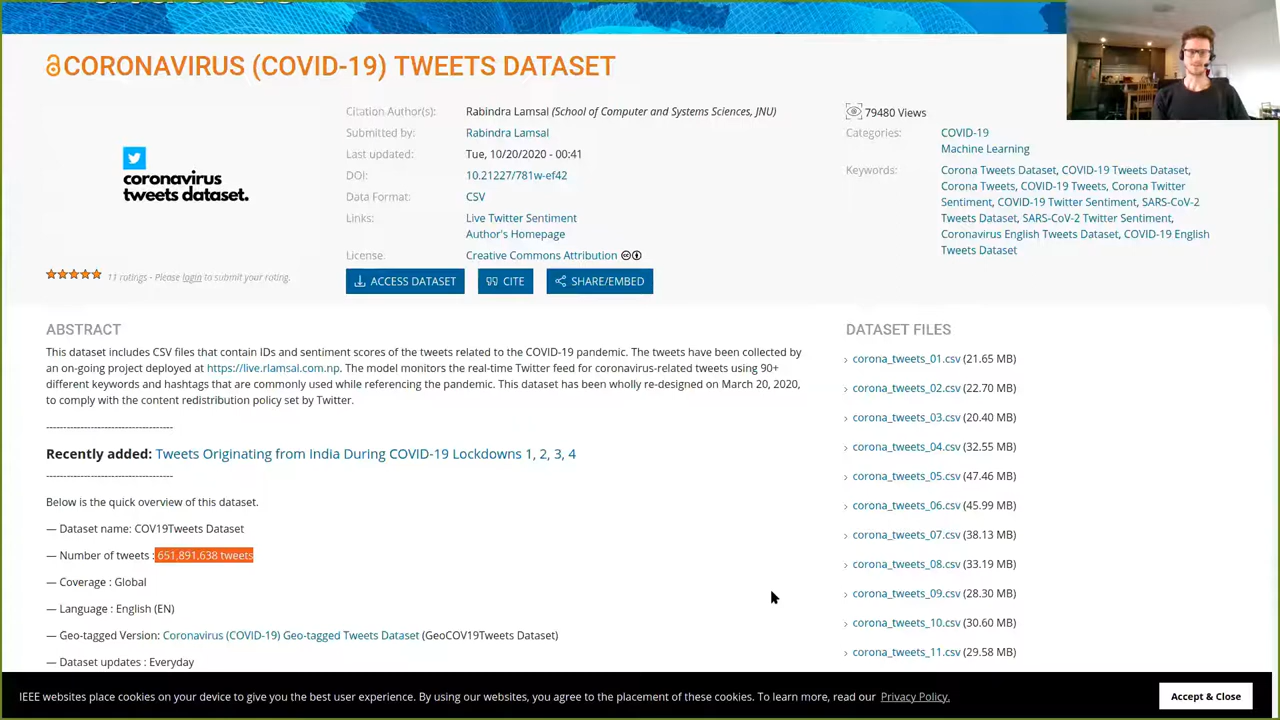 CORONAVIRUS (COVID-19) TWEETS DATASET
coronavirus
tweets dataset.
11 ratings - Please login to submit your rating.
Citation Author(s): Rabindra Lamsal (School of Computer and Systems Sciences, JNU)
Submitted by: Rabindra Lamsal
Last updated: Tue, 10/20/2020 - 00:41
DOI: 10.21227/781w-ef42
Data Format: CSV
Links: Live Twitter Sentiment
Author's Homepage
License: Creative Commons Attribution
ACCESS DATASET CITE SHARE/EMBED
79480 Views
Categories: COVID-19
Machine Learning
Keywords: Corona Tweets Dataset, COVID-19 Tweets Dataset,
Corona Tweets, COVID-19 Tweets, Corona Twitter
Sentiment, COVID-19 Twitter Sentiment, SARS-CoV-2
Tweets Dataset, SARS-CoV-2 Twitter Sentiment,
Coronavirus English Tweets Dataset, COVID-19 English
Tweets Dataset
ABSTRACT
This dataset includes CSV files that contain IDs and sentiment scores of the tweets related to the COVID-19 pandemic. The tweets have been collected by
an on-going project deployed at https://live.rlamsal.com.np. The model monitors the real-time Twitter feed for coronavirus-related tweets using 90+
different keywords and hashtags that are commonly used while referencing the pandemic. This dataset has been wholly re-designed on March 20, 2020,
to comply with the content redistribution policy set by Twitter.
-------------------------------------
Recently added: Tweets Originating from India During COVID-19 Lockdowns 1, 2, 3, 4
-------------------------------------
Below is the quick overview of this dataset.
— Dataset name: COV19Tweets Dataset
— Number of tweets : 651,891,638 tweets
— Coverage : Global
— Language : English (EN)
— Geo-tagged Version: Coronavirus (COVID-19) Geo-tagged Tweets Dataset (GeoCOV19Tweets Dataset)
— Dataset updates : Everyday
DATASET FILES
corona_tweets_01.csv (21.65 MB)
corona_tweets_02.csv (22.70 MB)
corona_tweets_03.csv (20.40 MB)
corona_tweets_04.csv (32.55 MB)
corona_tweets_05.csv (47.46 MB)
corona_tweets_06.csv (45.99 MB)
corona_tweets_07.csv (38.13 MB)
corona_tweets_08.csv (33.19 MB)
corona_tweets_09.csv (28.30 MB)
corona_tweets_10.csv (30.60 MB)
corona_tweets_11.csv (29.58 MB)
IEEE websites place cookies on your device to give you the best user experience. By using our websites, you agree to the placement of these cookies. To learn more, read our Privacy Policy.
Accept & Close